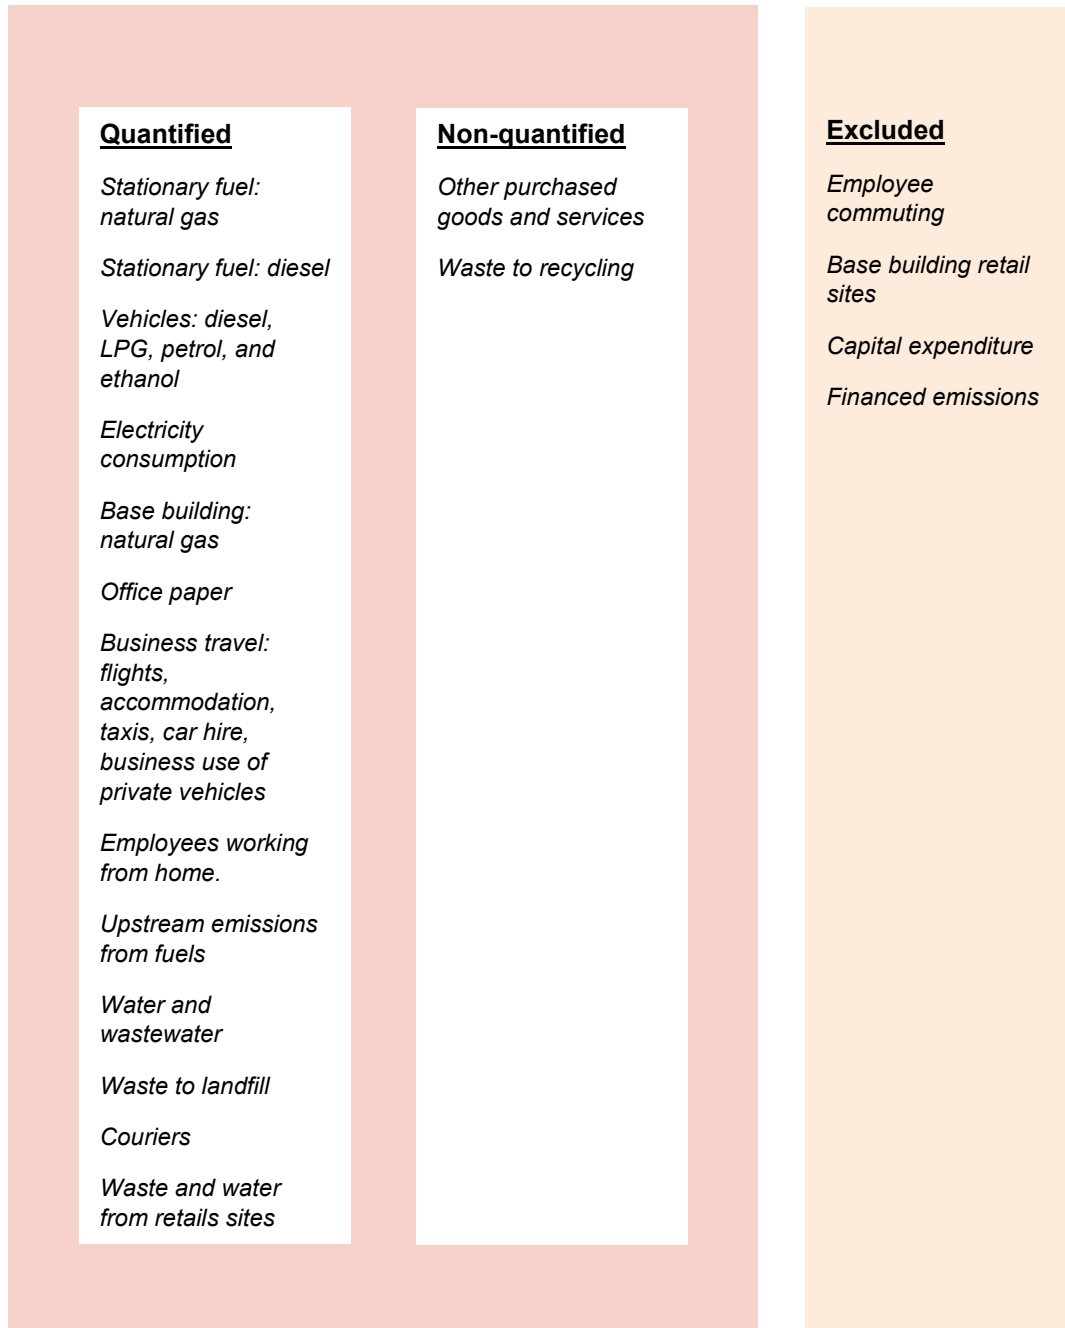 Quantified
Stationary fuel:
natural gas
Stationary fuel: diesel
Vehicles: diesel,
LPG, petrol, and
ethanol
Electricity
consumption
Base building:
natural gas
Office paper
Business travel:
flights,
accommodation,
taxis, car hire,
business use of
private vehicles
Employees working
from home.
Upstream emissions
from fuels
Water and
wastewater
Waste to landfill
Couriers
Waste and water
from retails sites
Non-quantified
Other purchased
goods and services
Waste to recycling
Excluded
Employee
commuting
Base building retail
sites
Capital expenditure
Financed emissions